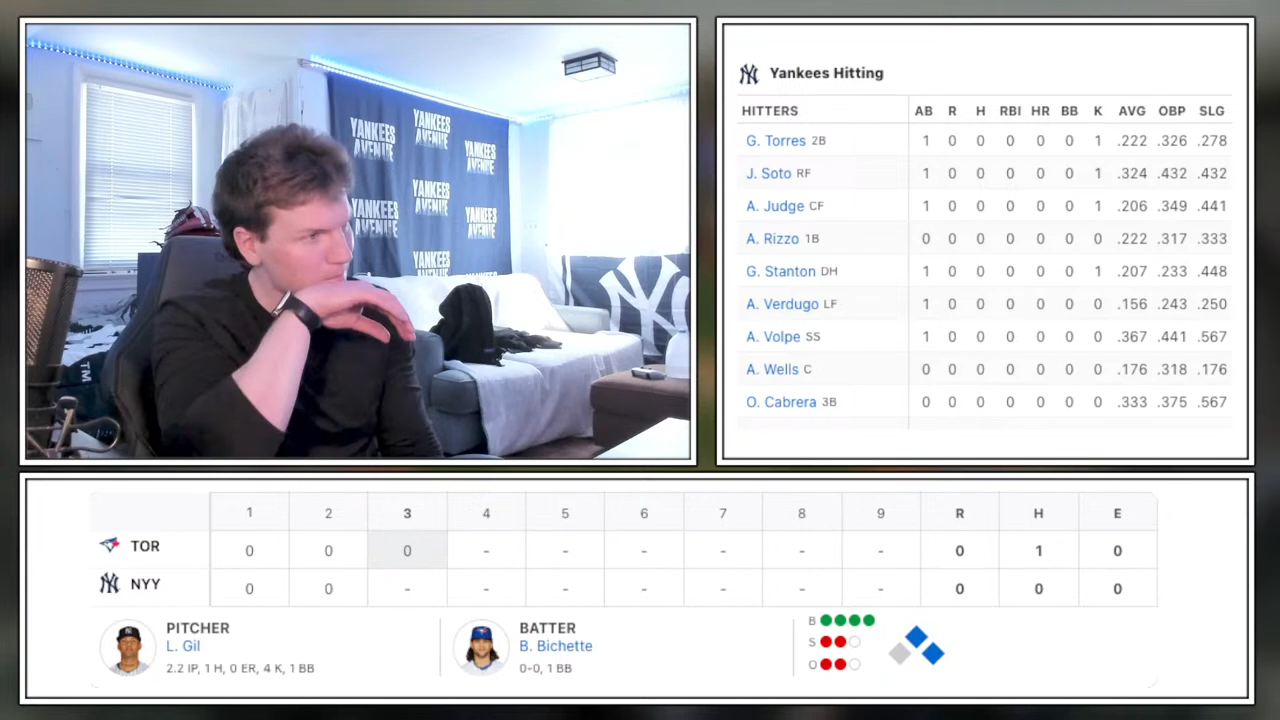 YANKEES AVENUE
YANKEES AVENUE
YANKEES AVENUE
YANKEES AVENUE
YANKEES AVENUE
YANKEES AVENUE
YANKEES
NY
TM
Yankees Hitting
HITTERS AB R H RBI HR BB K AVG OBP SLG
G. Torres 2B 1 0 0 0 0 0 1 .222 .326 .278
J. Soto RF 1 0 0 0 0 0 1 .324 .432 .432
A. Judge CF 1 0 0 0 0 0 1 .206 .349 .441
A. Rizzo 1B 0 0 0 0 0 0 0 .222 .317 .333
G. Stanton DH 1 0 0 0 0 0 1 .207 .233 .448
A. Verdugo LF 1 0 0 0 0 0 0 .156 .243 .250
A. Volpe SS 1 0 0 0 0 0 0 .367 .441 .567
A. Wells C 0 0 0 0 0 0 0 .176 .318 .176
O. Cabrera 3B 0 0 0 0 0 0 0 .333 .375 .567
1 2 3 4 5 6 7 8 9 R H E
TOR 0 0 0 - - - - - - 0 1 0
NYY 0 0 - - - - - - - 0 0 0
PITCHER
L. Gil
2.2 IP, 1 H, 0 ER, 4 K, 1 BB
BATTER
B. Bichette
0-0, 1 BB
B
S
O